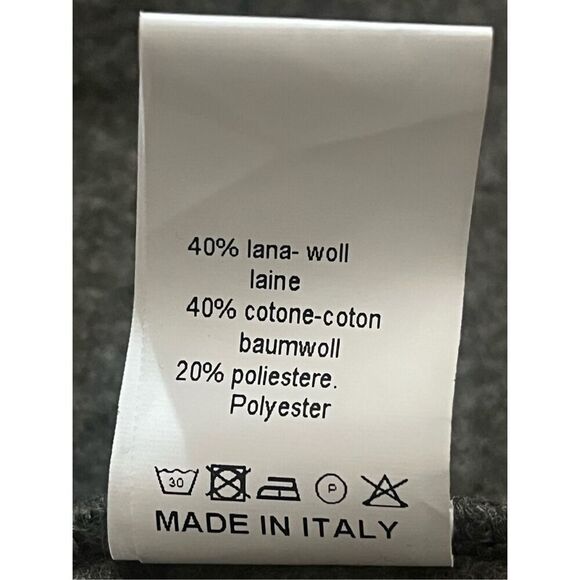 40% lana- woll
laine
40% cotone-coton
baumwoll
20% poliestere.
Polyester
30 P
MADE IN ITALY